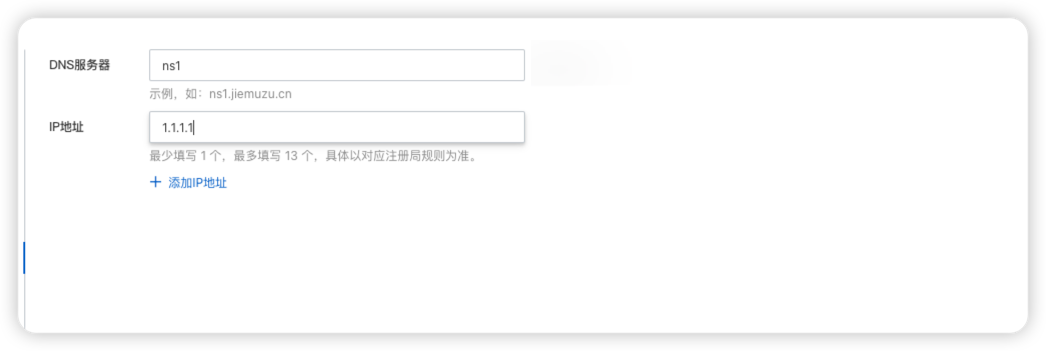 DNS服务器 ns1
示例，如：ns1.jiemuzu.cn
IP地址 1.1.1.1
最少填写 1 个，最多填写 13 个，具体以对应注册局规则为准。
+ 添加IP地址